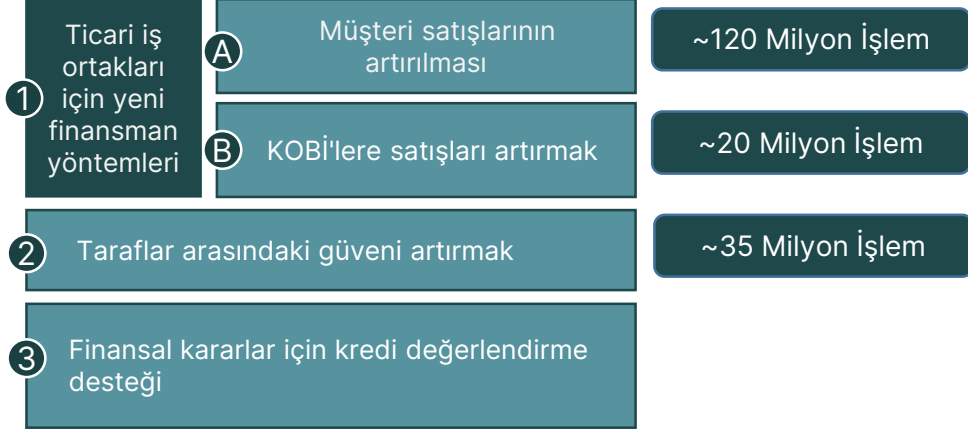 1
Ticari iş
ortakları
için yeni
finansman
yöntemleri
A
Müşteri satışlarının
artırılması
~120 Milyon İşlem
B
KOBİ'lere satışları artırmak
~20 Milyon İşlem
2
Taraflar arasındaki güveni artırmak
~35 Milyon İşlem
3
Finansal kararlar için kredi değerlendirme
desteği